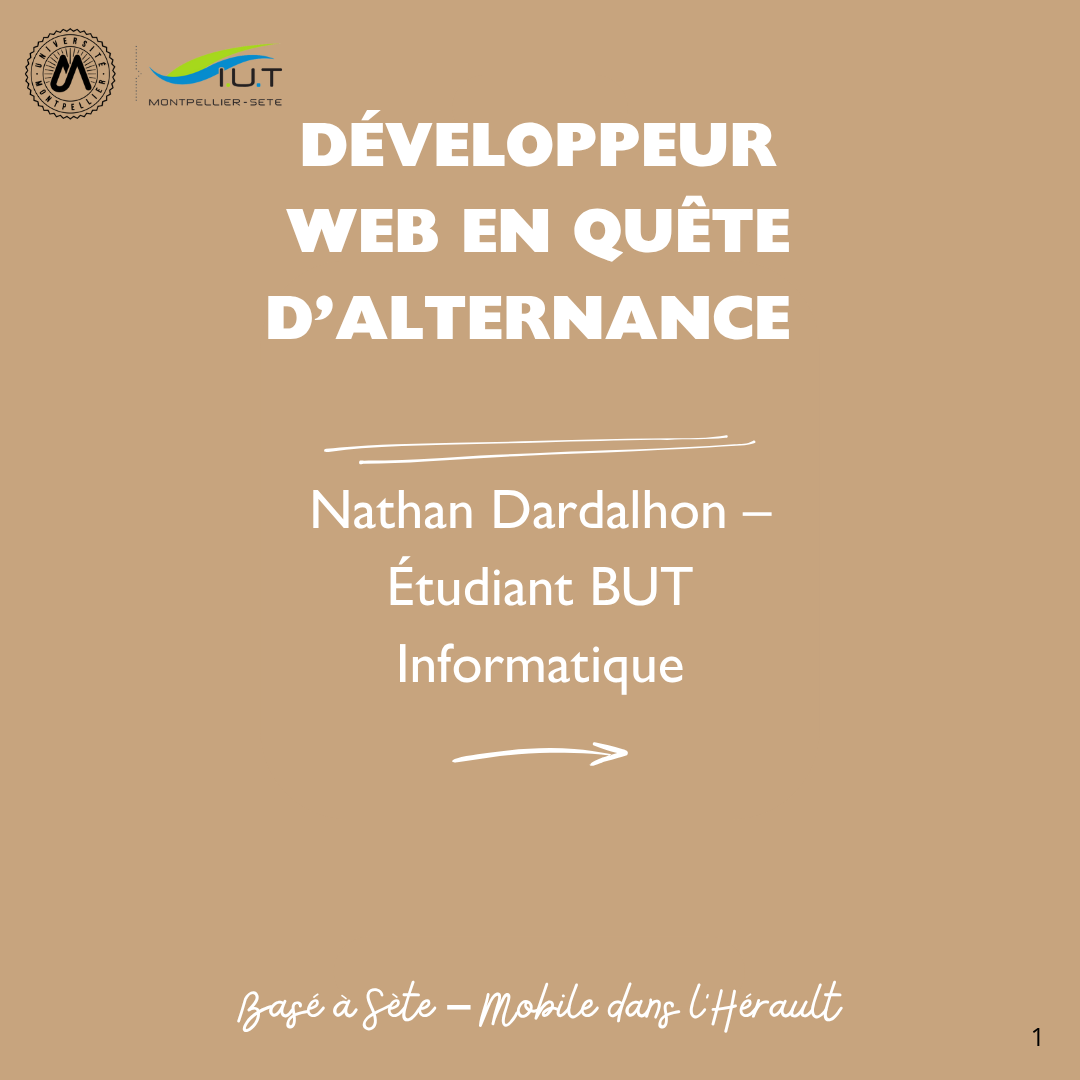 UNIVERSITÉ
MONTPELLIER
I.U.T
MONTPELLIER-SETE
DÉVELOPPEUR
WEB EN QUÊTE
D’ALTERNANCE
Nathan Dardalhon –
Étudiant BUT
Informatique
Basé à Sète – Mobile dans l'Hérault
1